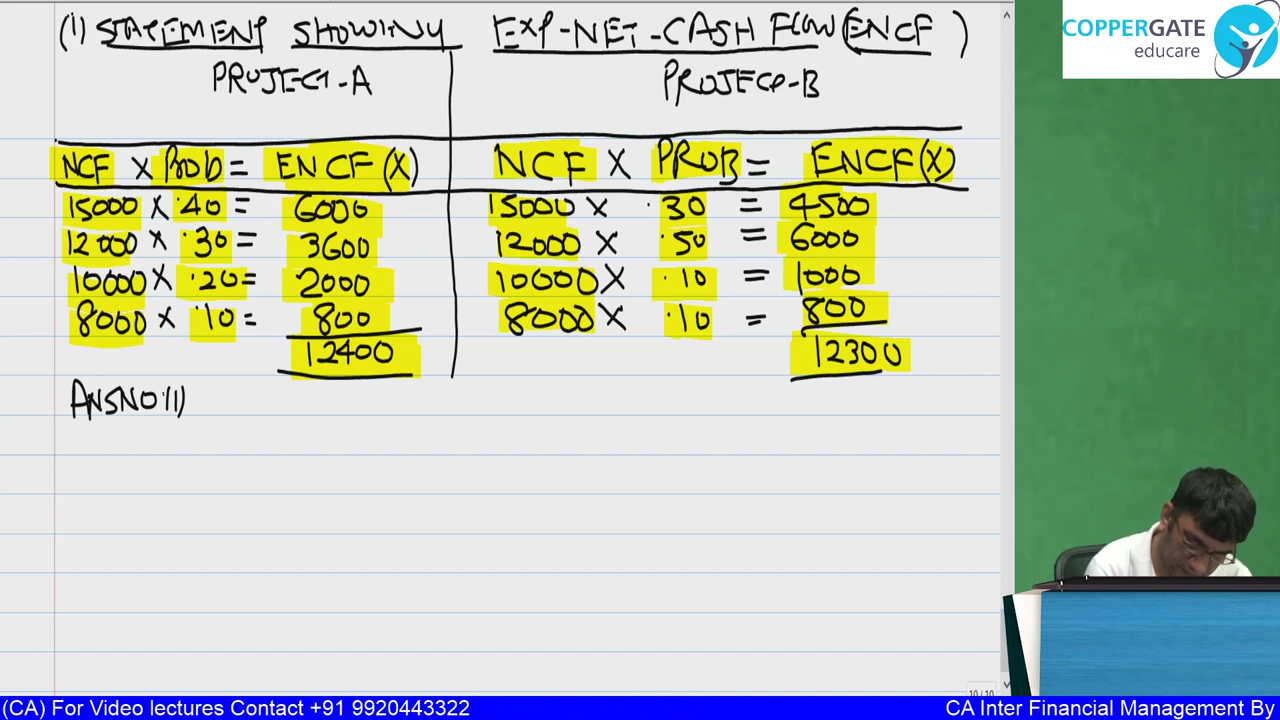 (1) STATEMENT SHOWING EXP-NET-CASH FLOW (ENCF)
PROJECT-A PROJECT-B
NCF X PROB = ENCF (X) NCF X PROB = ENCF (X)
15000 X .40 = 6000 15000 X .30 = 4500
12000 X .30 = 3600 12000 X .50 = 6000
10000 X .20 = 2000 10000 X .10 = 1000
8000 X .10 = 800 8000 X .10 = 800
12400 12300
ANSNO.(1)
COPPERGATE
educare
10/10
(CA) For Video lectures Contact +91 9920443322 CA Inter Financial Management By